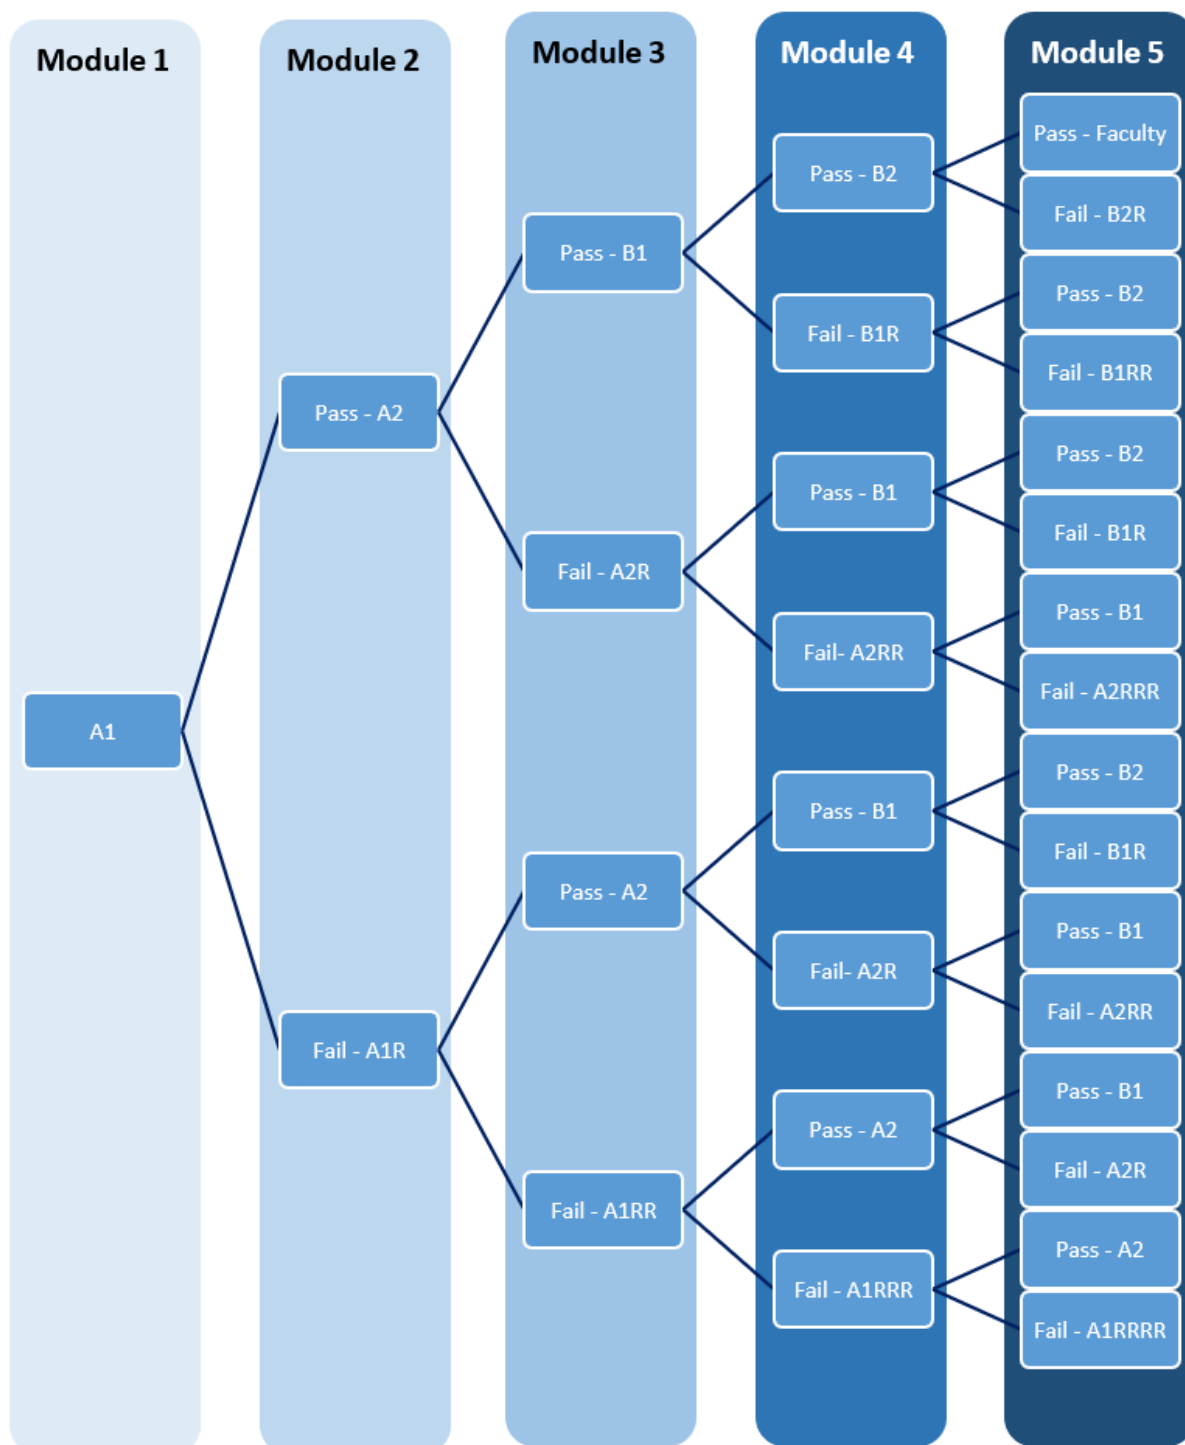 Module 1
A1
Module 2
Pass - A2
Fail - A1R
Module 3
Pass - B1
Fail - A2R
Pass - A2
Fail - A1RR
Module 4
Pass - B2
Fail - B1R
Pass - B1
Fail- A2RR
Pass - B1
Fail- A2R
Pass - A2
Fail - A1RRR
Module 5
Pass - Faculty
Fail - B2R
Pass - B2
Fail - B1RR
Pass - B2
Fail - B1R
Pass - B1
Fail - A2RRR
Pass - B2
Fail - B1R
Pass - B1
Fail - A2RR
Pass - B1
Fail - A2R
Pass - A2
Fail - A1RRRR